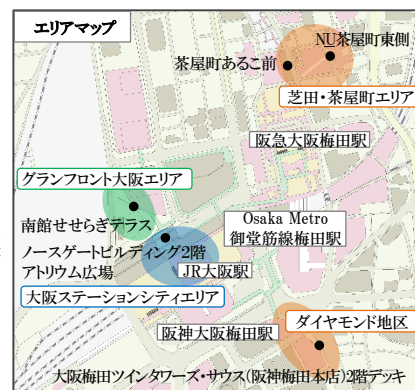 エリアマップ
NU茶屋町東側
茶屋町あるこ前
芝田・茶屋町エリア
阪急大阪梅田駅
グランフロント大阪エリア
南館せせらぎテラス
Osaka Metro
御堂筋線梅田駅
ノースゲートビルディング2階
アトリウム広場
JR大阪駅
大阪ステーションシティエリア
阪神大阪梅田駅
ダイヤモンド地区
大阪梅田ツインタワーズ・サウス(阪神梅田本店)2階デッキ